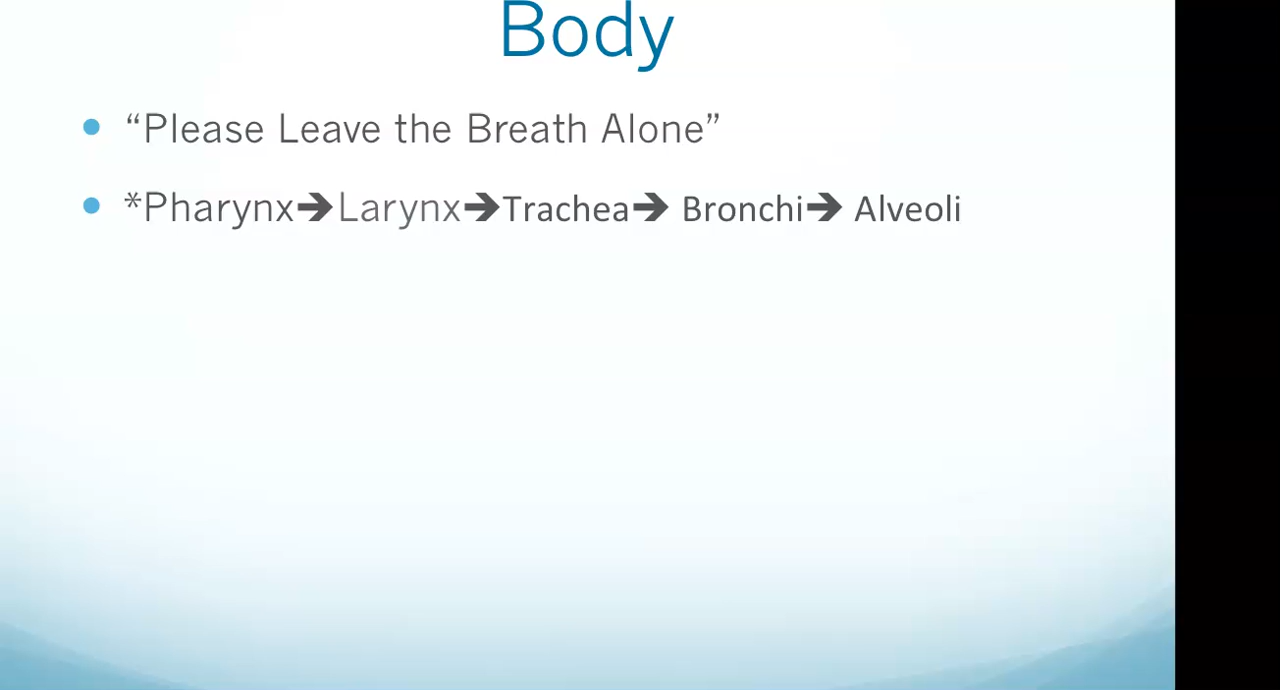 Body
• “Please Leave the Breath Alone”
• *Pharynx➔Larynx➔Trachea➔ Bronchi➔ Alveoli